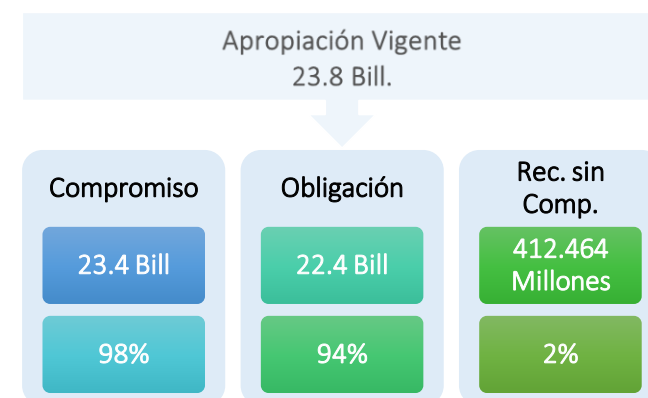 Apropiación Vigente
23.8 Bill.
Compromiso
23.4 Bill
98%
Obligación
22.4 Bill
94%
Rec. sin
Comp.
412.464
Millones
2%